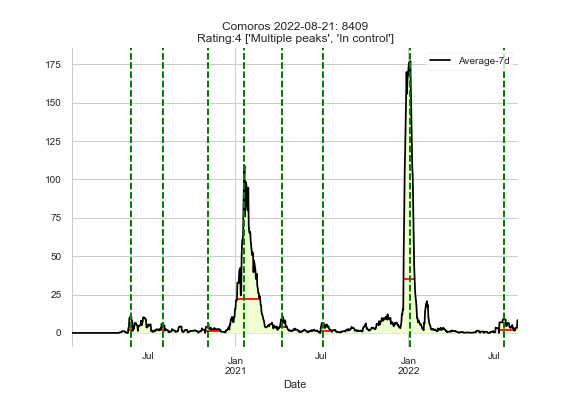 Comoros 2022-08-21: 8409
Rating:4 ['Multiple peaks', 'In control']
Average-7d
175
150
125
100
75
50
25
0
Jul
Jan
2021
Jul
Jan
2022
Jul
Date